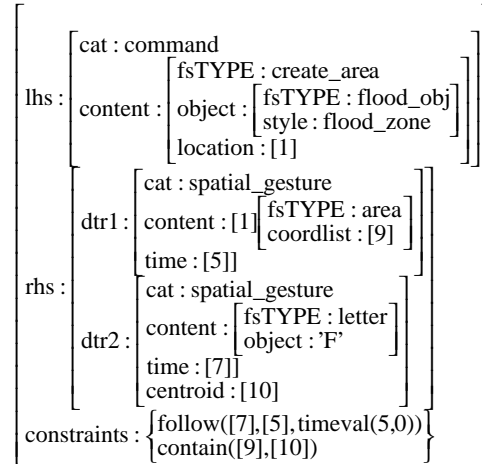 cat : command
fsTYPE : create_area
content :
object :
fsTYPE : flood_obj
style : flood_zone
location : [1]
lhs :
cat : spatial_gesture
dtr1 :
content : [1]
fsTYPE : area
coordlist : [9]
time : [5]]
rhs :
cat : spatial_gesture
dtr2 :
content :
fsTYPE : letter
object : ’F’
time : [7]]
centroid : [10]
constraints :
follow([7],[5],timeval(5,0))
contain([9],[10])